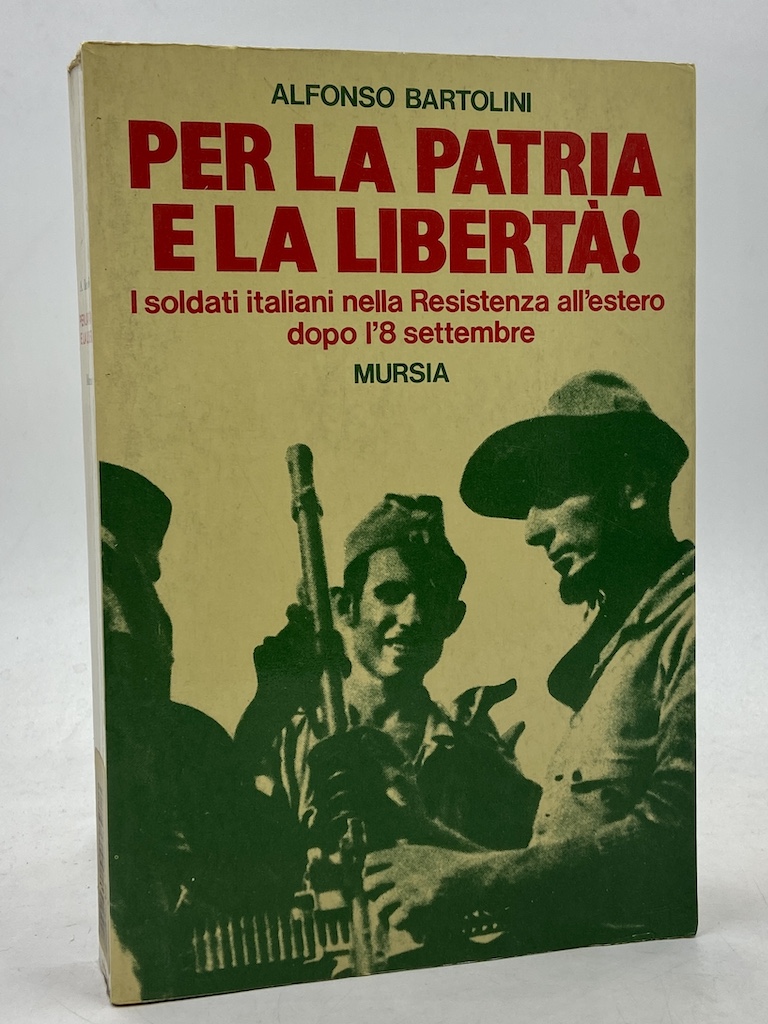 ALFONSO BARTOLINI
PER LA PATRIA
E LA LIBERTÀ!
I soldati italiani nella Resistenza all'estero
dopo l'8 settembre
MURSIA